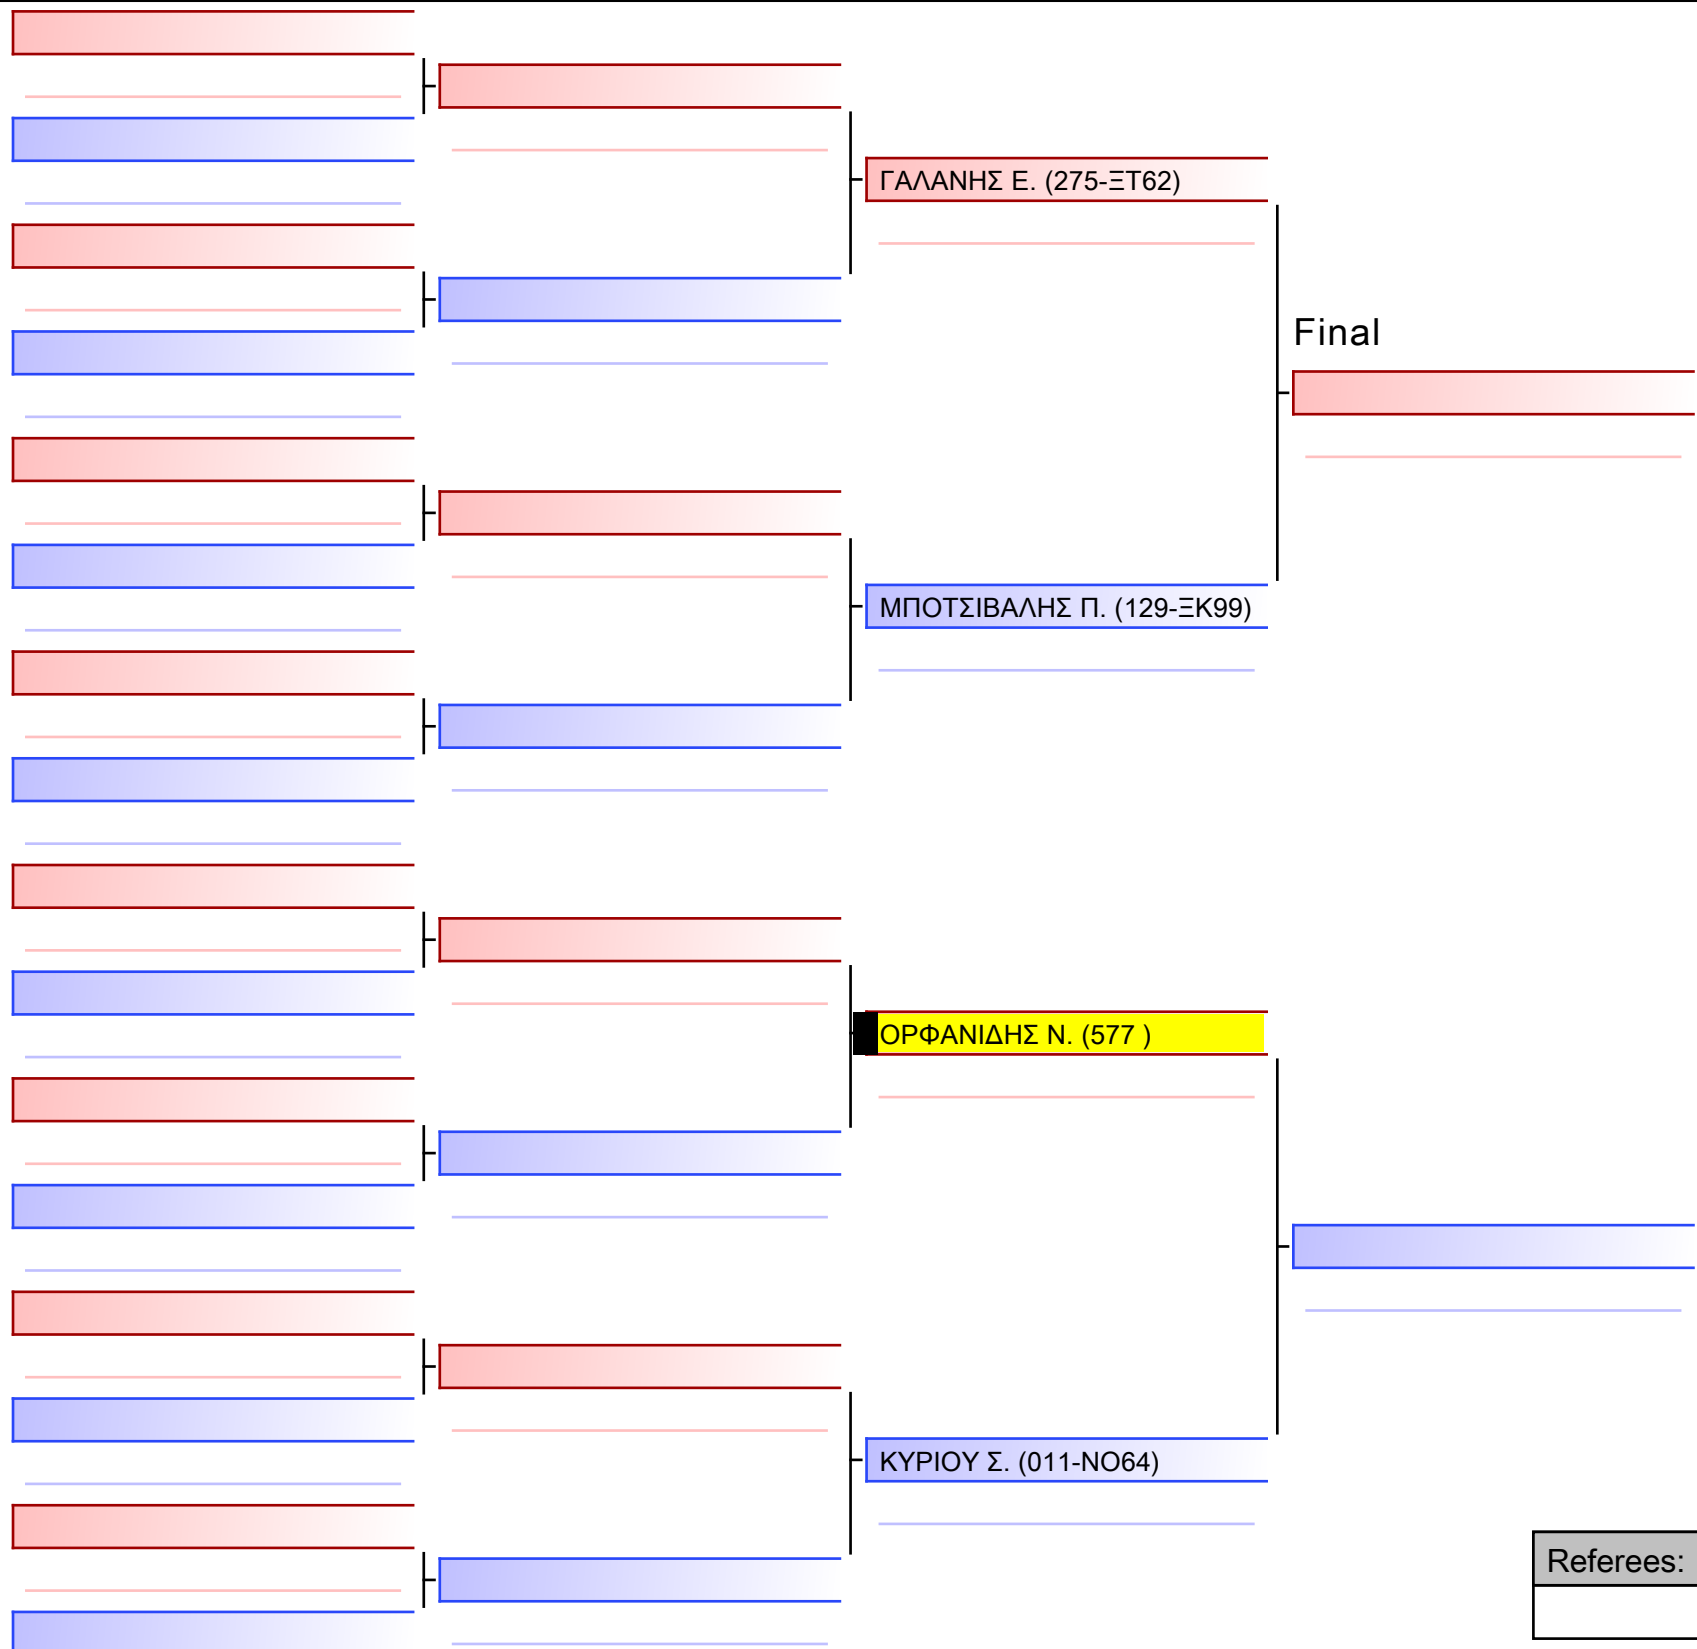 ΓΑΛΑΝΗΣ Ε. (275-ΞΤ62)
Final
ΜΠΟΤΣΙΒΑΛΗΣ Π. (129-ΞΚ99)
ΟΡΦΑΝΙΔΗΣ Ν. (577 )
ΚΥΡΙΟΥ Σ. (011-ΝΟ64)
Referees: